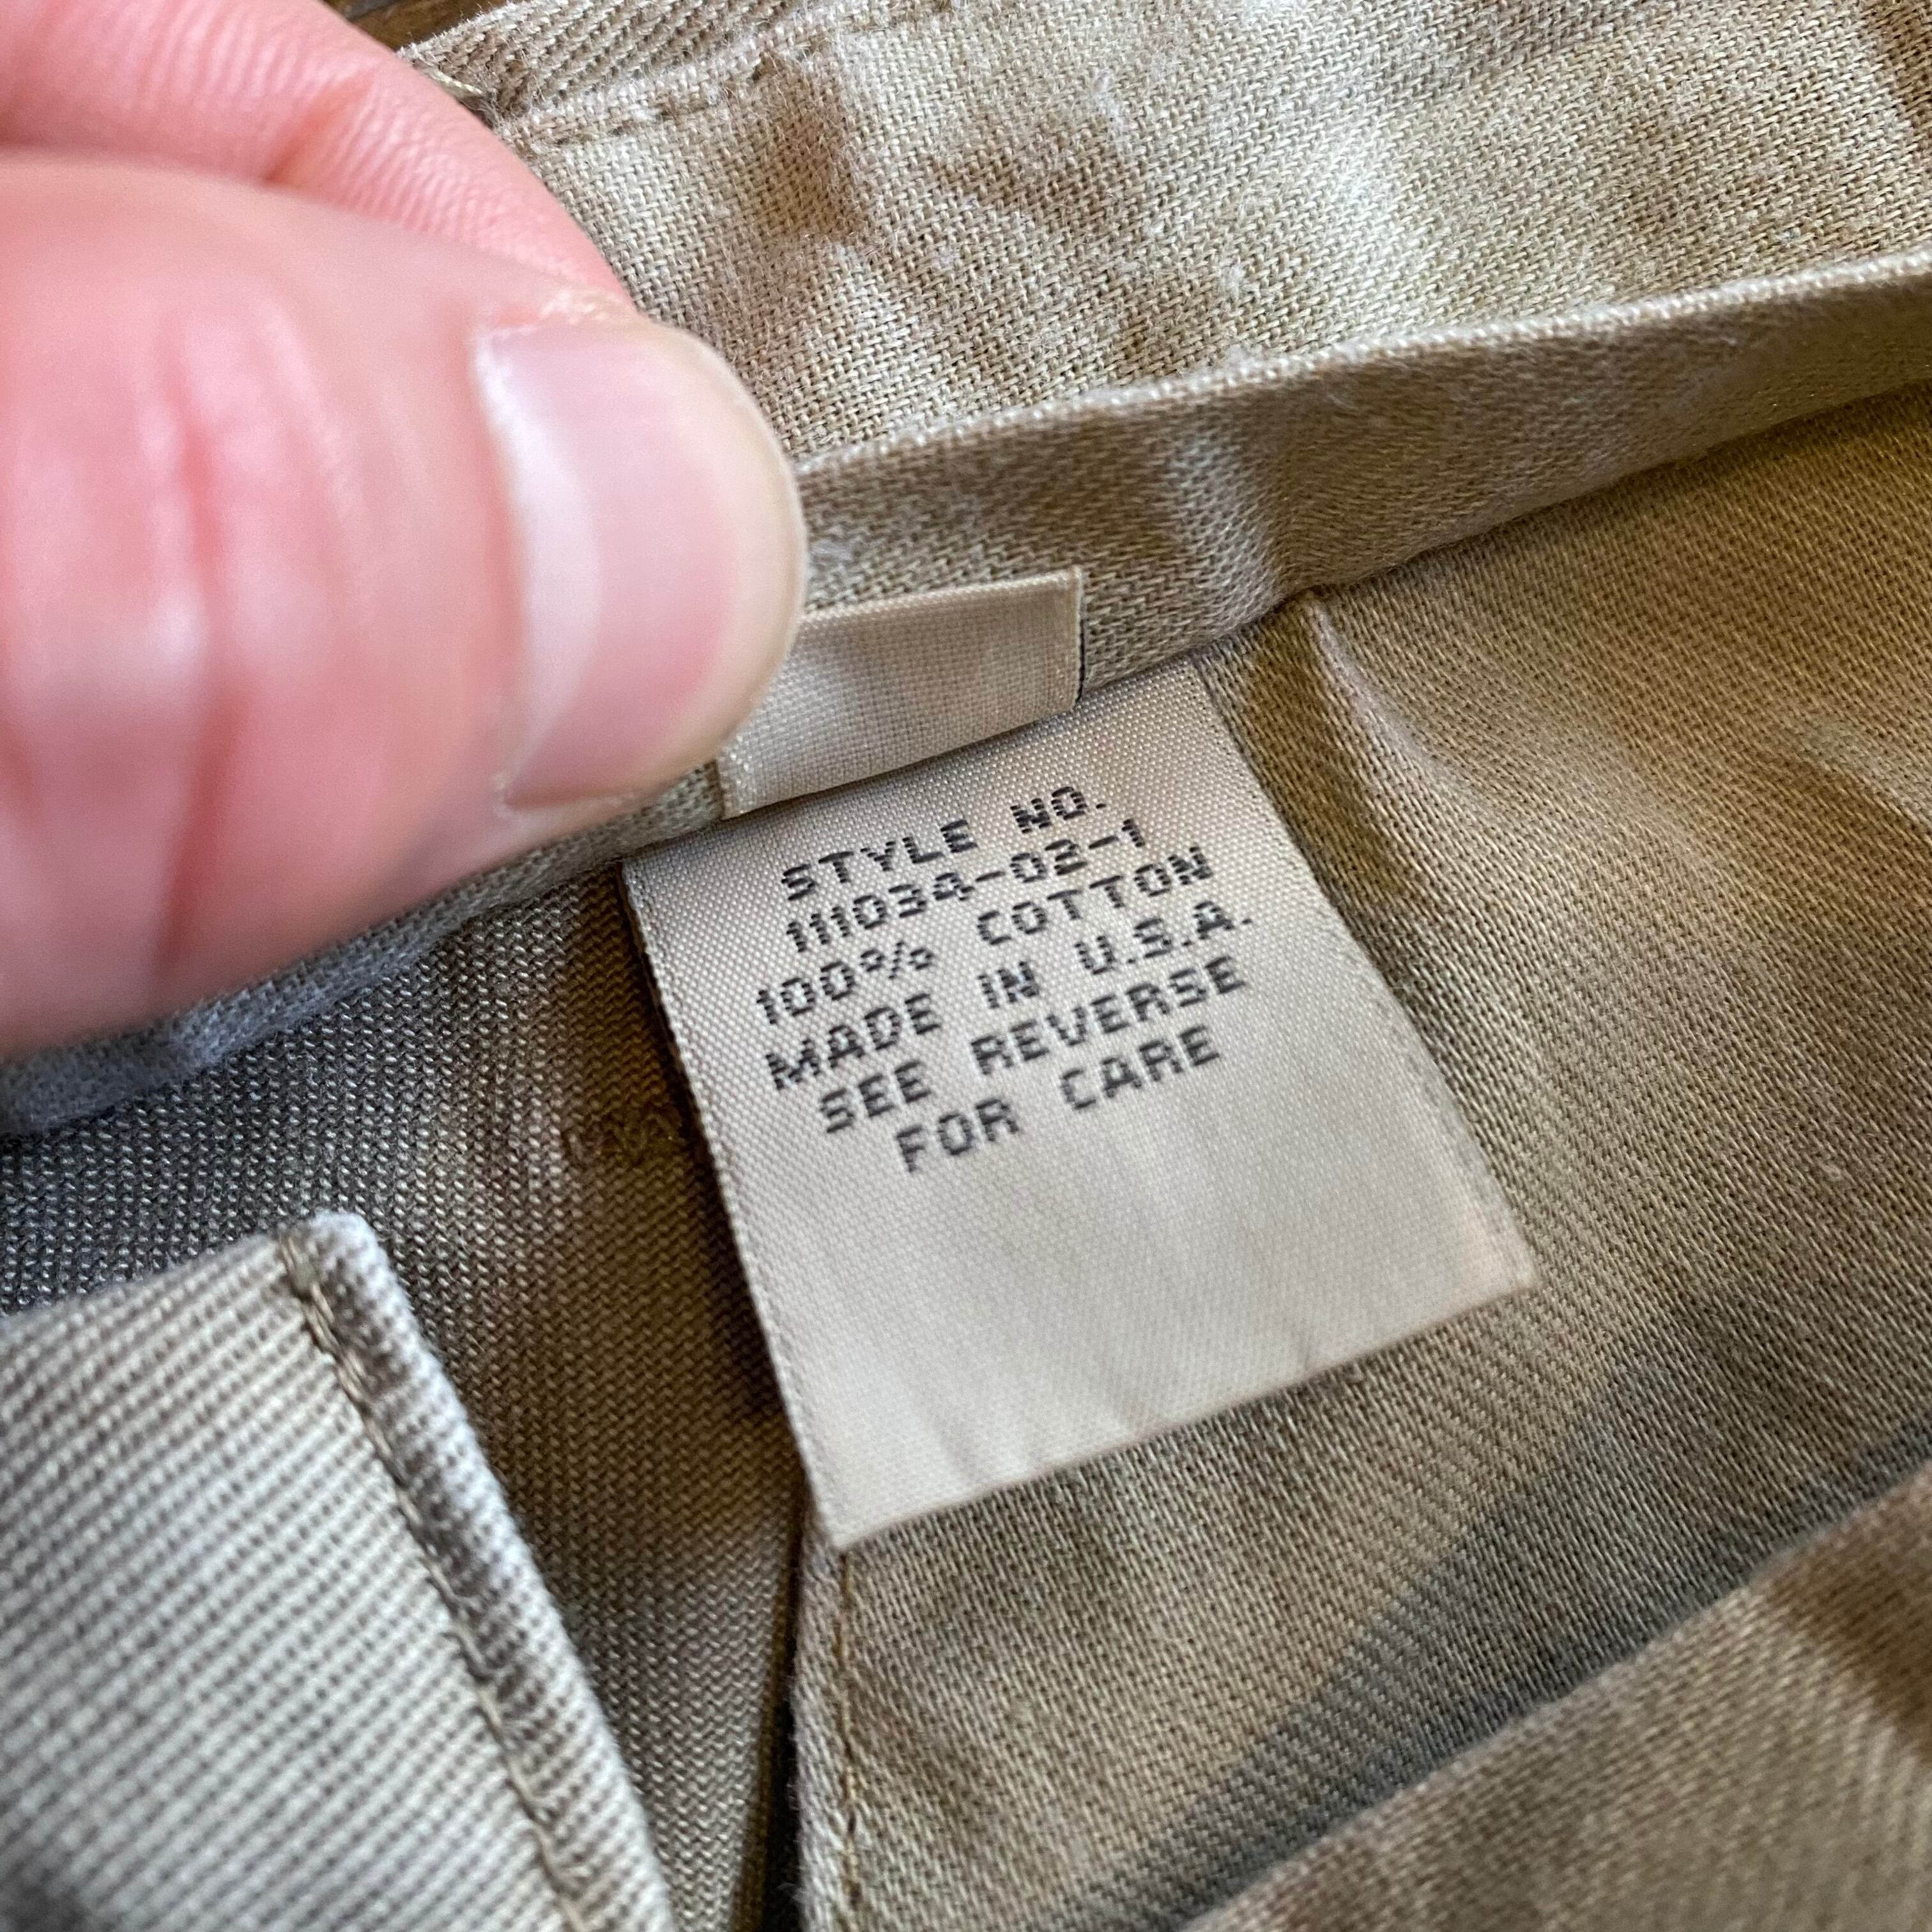 STYLE NO.
111034-02-1
100% COTTON
MADE IN U.S.A.
SEE REVERSE
FOR CARE